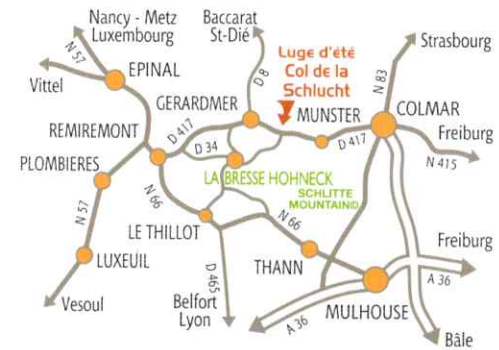 Nancy - Metz
Luxembourg
Baccarat
St-Dié
Strasbourg
Luge d'été
Col de la
Schlucht
N 57
Vittel
EPINAL
D 8
N 83
GERARDMER
MUNSTER
COLMAR
REMIREMONT
D 417
D 417
Freiburg
N 415
D 34
PLOMBIERES
LA BRESSE HOHNECK
SCHLITTE
MOUNTAIN©
N 66
N 57
LE THILLOT
N 66
Freiburg
LUXEUIL
D 465
THANN
A 36
Vesoul
Belfort
Lyon
A 36
MULHOUSE
Bâle